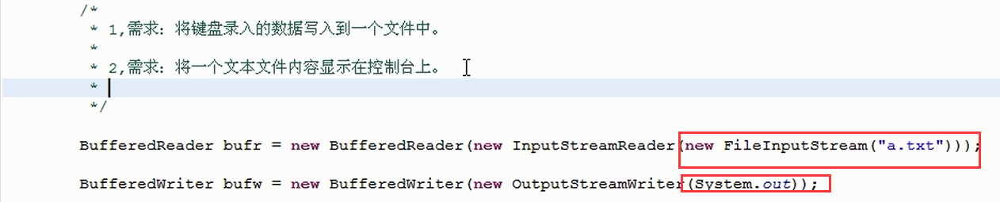 /*
* 1,需求：将键盘录入的数据写入到一个文件中。
*
* 2,需求：将一个文本文件内容显示在控制台上。
*
*/
BufferedReader bufr = new BufferedReader(new InputStreamReader(new FileInputStream("a.txt")));
BufferedWriter bufw = new BufferedWriter(new OutputStreamWriter(System.out));